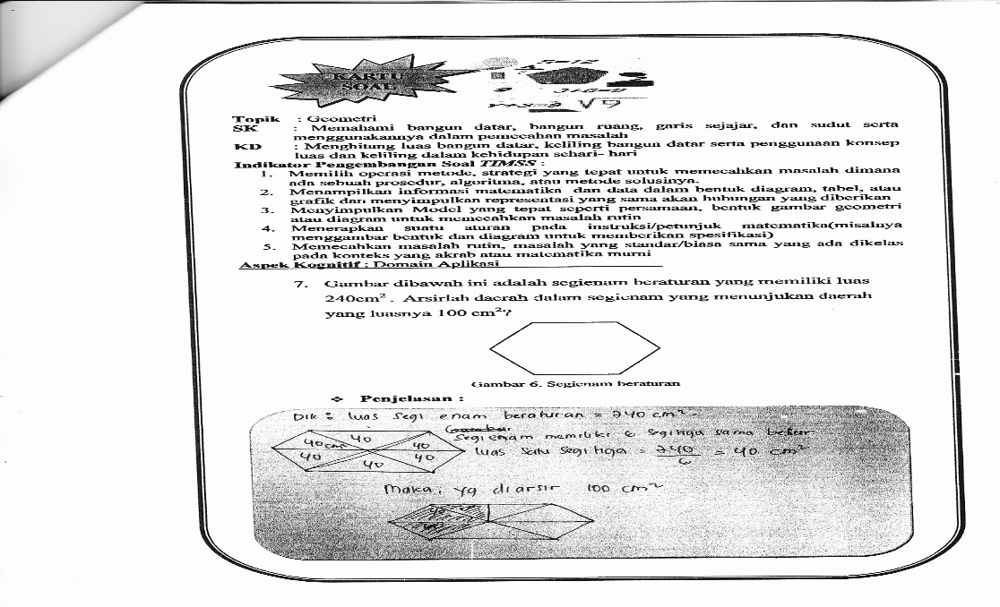 KARTU
SOAL
Topik : Geometri
SK : Memahami bangun datar, bangun ruang, garis sejajar, dan sudut serta
menggunakannya dalam pemecahan masalah
KD : Menghitung luas bangun datar, keliling bangun datar serta penggunaan konsep
luas dan keliling dalam kehidupan sehari- hari
Indikator Pengembangan Soal TIMSS :
1. Memilih operasi metode, strategi yang tepat untuk memecahkan masalah dimana
ada sebuah prosedur, algoritma, atau metode solusinya.
2. Menampilkan informasi matematika dan data dalam bentuk diagram, tabel, atau
grafik dan menyimpulkan representasi yang sama akan hubungan yang diberikan
3. Menyimpulkan Model yang tepat seperti persamaan, bentuk gambar geometri
atau diagram untuk memecahkan masalah rutin
4. Menerapkan suatu aturan pada instruksi/petunjuk matematika(misalnya
menggambar bentuk dan diagram untuk memberikan spesifikasi)
5. Memecahkan masalah rutin, masalah yang standar/biasa sama yang ada dikelas
pada konteks yang akrab atau matematika murni
Aspek Kognitif : Domain Aplikasi
7. Gambar dibawah ini adalah segienam beraturan yang memiliki luas
240cm² . Arsirlah daerah dalam segienam yang menunjukan daerah
yang luasnya 100 cm²?
Gambar 6. Segienam beraturan
❖ Penjelasan :
Dik : luas segi enam beraturan = 240 cm²
Segi enam memiliki 6 segitiga sama besar
40cm 40 40
40 40 40
luas satu segitiga = 240/6 = 40 cm²
Maka, yg diarsir 100 cm²